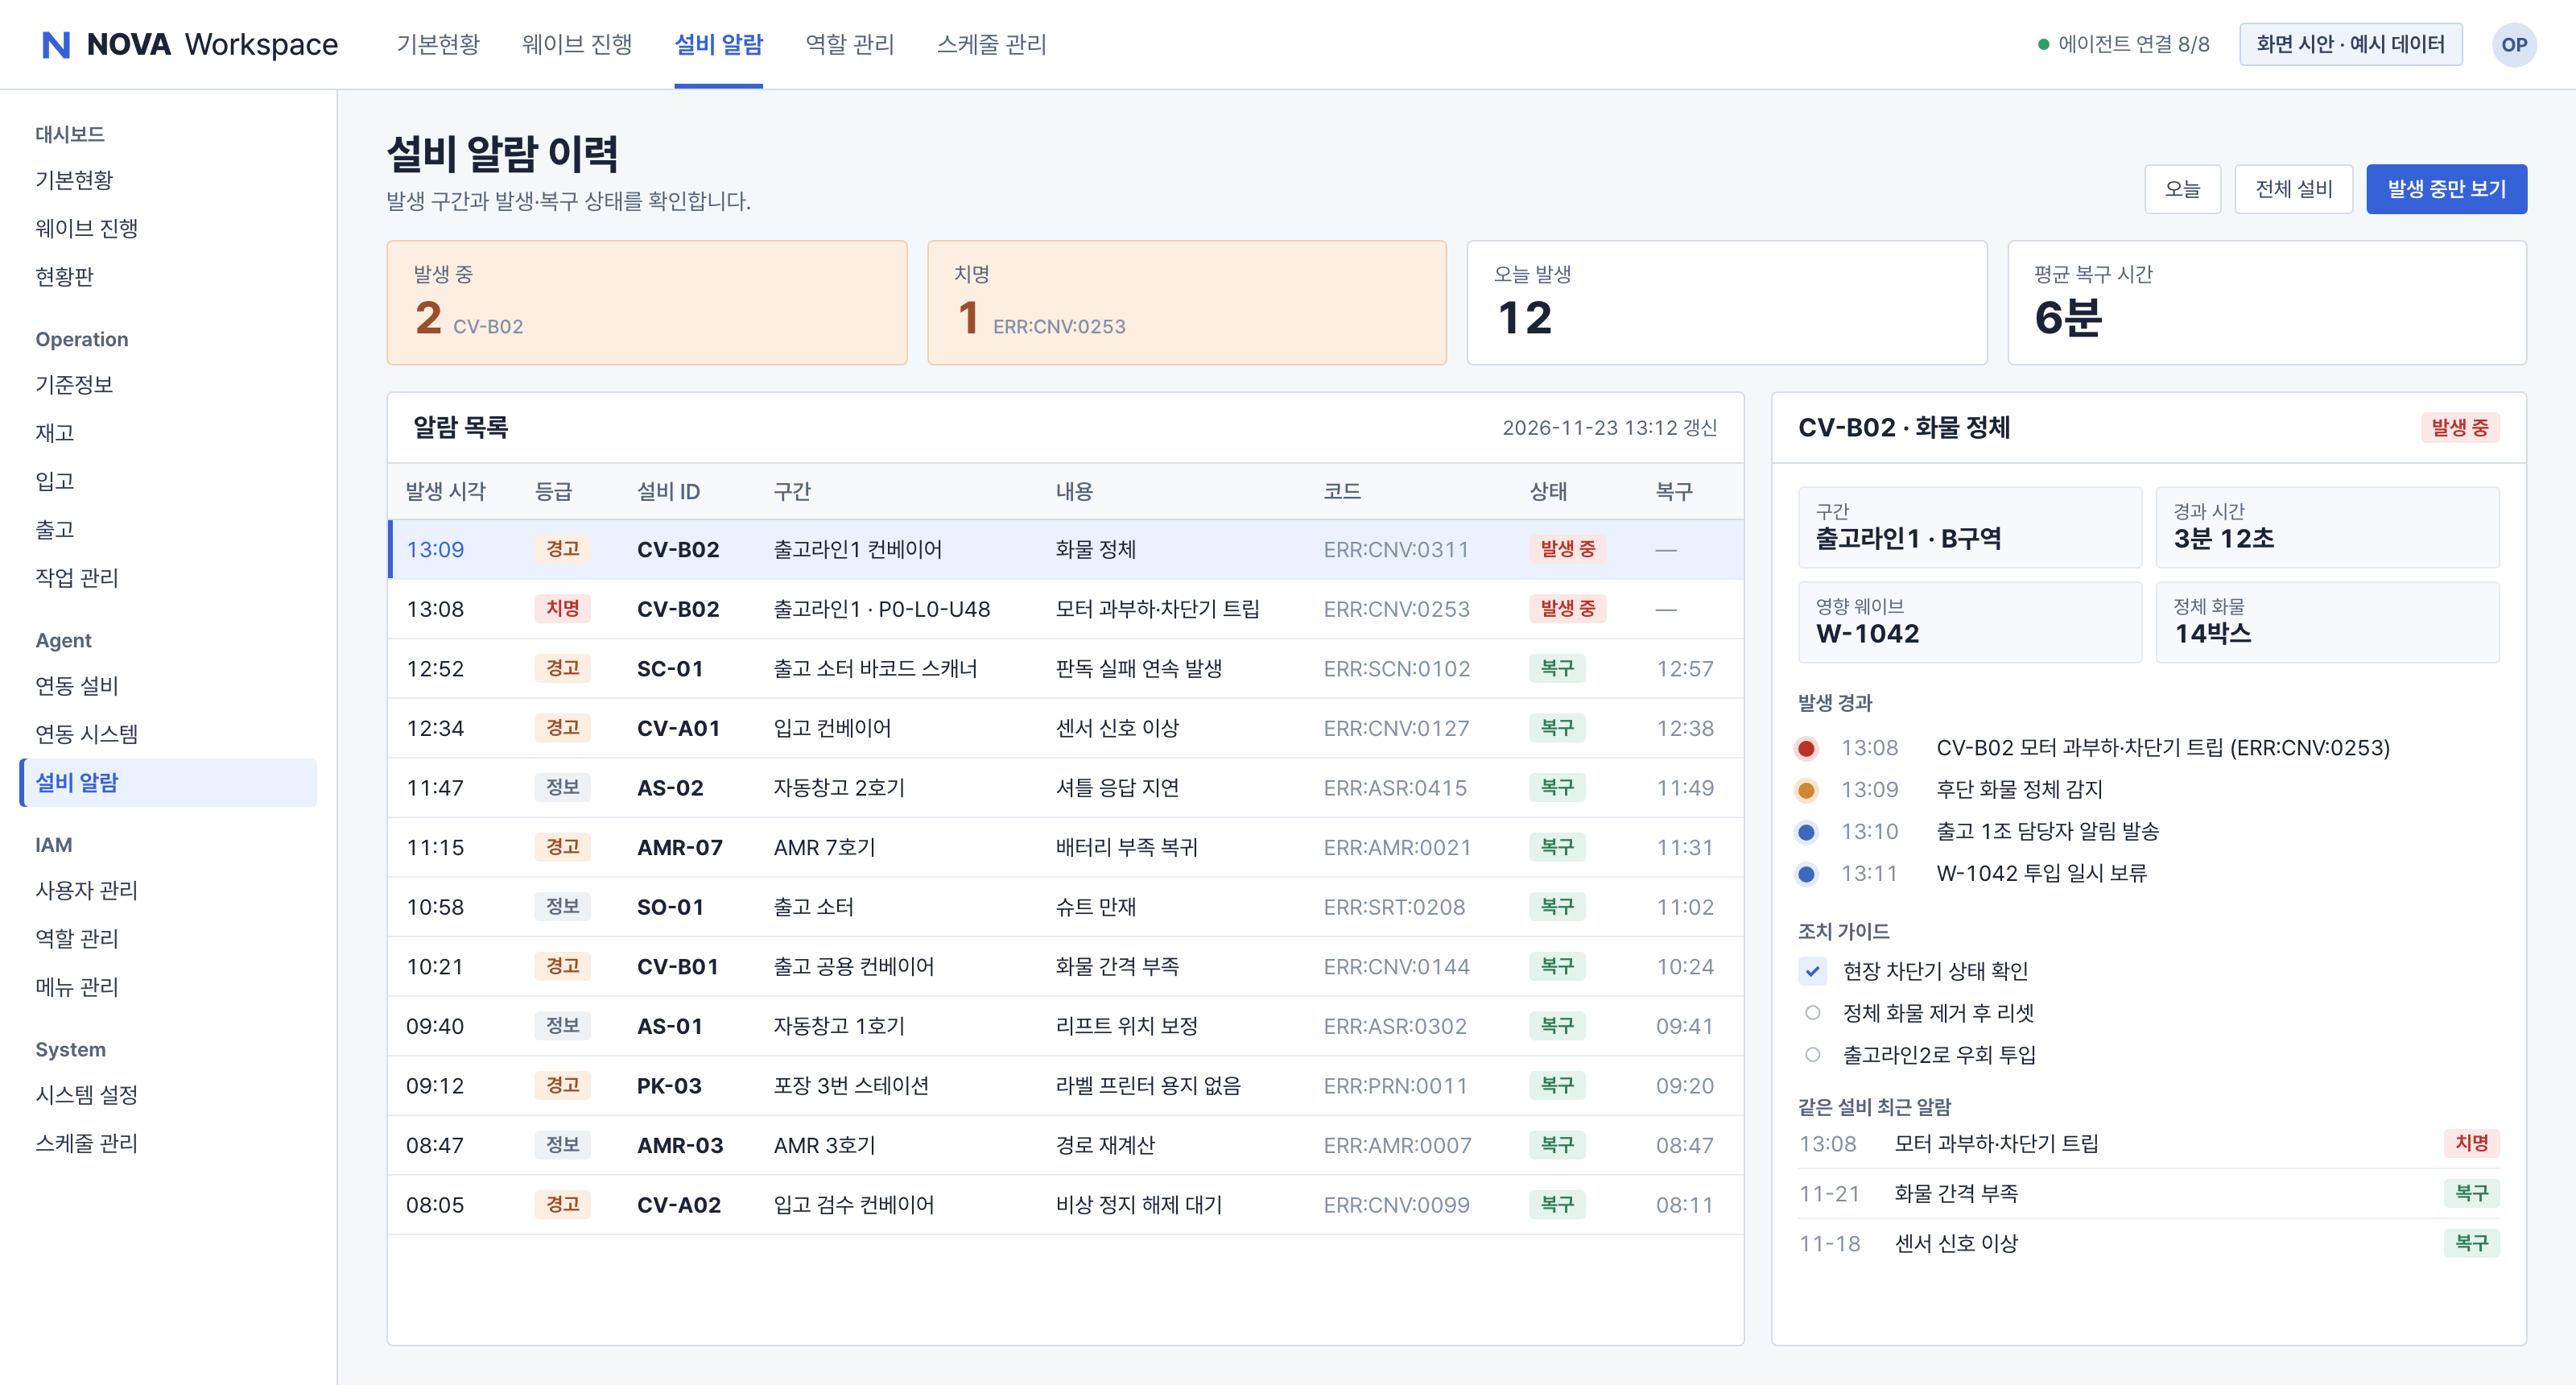 N NOVA Workspace
기본현황 웨이브 진행 설비 알람 역할 관리 스케줄 관리
에이전트 연결 8/8 화면 시안 · 예시 데이터 OP
대시보드
기본현황
웨이브 진행
현황판
Operation
기준정보
재고
입고
출고
작업 관리
Agent
연동 설비
연동 시스템
설비 알람
IAM
사용자 관리
역할 관리
메뉴 관리
System
시스템 설정
스케줄 관리
설비 알람 이력
발생 구간과 발생·복구 상태를 확인합니다.
오늘 전체 설비 발생 중만 보기
발생 중
2 CV-B02
치명
1 ERR:CNV:0253
오늘 발생
12
평균 복구 시간
6분
알람 목록 2026-11-23 13:12 갱신
발생 시각 등급 설비 ID 구간 내용 코드 상태 복구
13:09 경고 CV-B02 출고라인1 컨베이어 화물 정체 ERR:CNV:0311 발생 중 —
13:08 치명 CV-B02 출고라인1 · P0-L0-U48 모터 과부하·차단기 트립 ERR:CNV:0253 발생 중 —
12:52 경고 SC-01 출고 소터 바코드 스캐너 판독 실패 연속 발생 ERR:SCN:0102 복구 12:57
12:34 경고 CV-A01 입고 컨베이어 센서 신호 이상 ERR:CNV:0127 복구 12:38
11:47 정보 AS-02 자동창고 2호기 셔틀 응답 지연 ERR:ASR:0415 복구 11:49
11:15 경고 AMR-07 AMR 7호기 배터리 부족 복귀 ERR:AMR:0021 복구 11:31
10:58 정보 SO-01 출고 소터 슈트 만재 ERR:SRT:0208 복구 11:02
10:21 경고 CV-B01 출고 공용 컨베이어 화물 간격 부족 ERR:CNV:0144 복구 10:24
09:40 정보 AS-01 자동창고 1호기 리프트 위치 보정 ERR:ASR:0302 복구 09:41
09:12 경고 PK-03 포장 3번 스테이션 라벨 프린터 용지 없음 ERR:PRN:0011 복구 09:20
08:47 정보 AMR-03 AMR 3호기 경로 재계산 ERR:AMR:0007 복구 08:47
08:05 경고 CV-A02 입고 검수 컨베이어 비상 정지 해제 대기 ERR:CNV:0099 복구 08:11
CV-B02 · 화물 정체 발생 중
구간
출고라인1 · B구역
경과 시간
3분 12초
영향 웨이브
W-1042
정체 화물
14박스
발생 경과
13:08 CV-B02 모터 과부하·차단기 트립 (ERR:CNV:0253)
13:09 후단 화물 정체 감지
13:10 출고 1조 담당자 알림 발송
13:11 W-1042 투입 일시 보류
조치 가이드
현장 차단기 상태 확인
정체 화물 제거 후 리셋
출고라인2로 우회 투입
같은 설비 최근 알람
13:08 모터 과부하·차단기 트립 치명
11-21 화물 간격 부족 복구
11-18 센서 신호 이상 복구